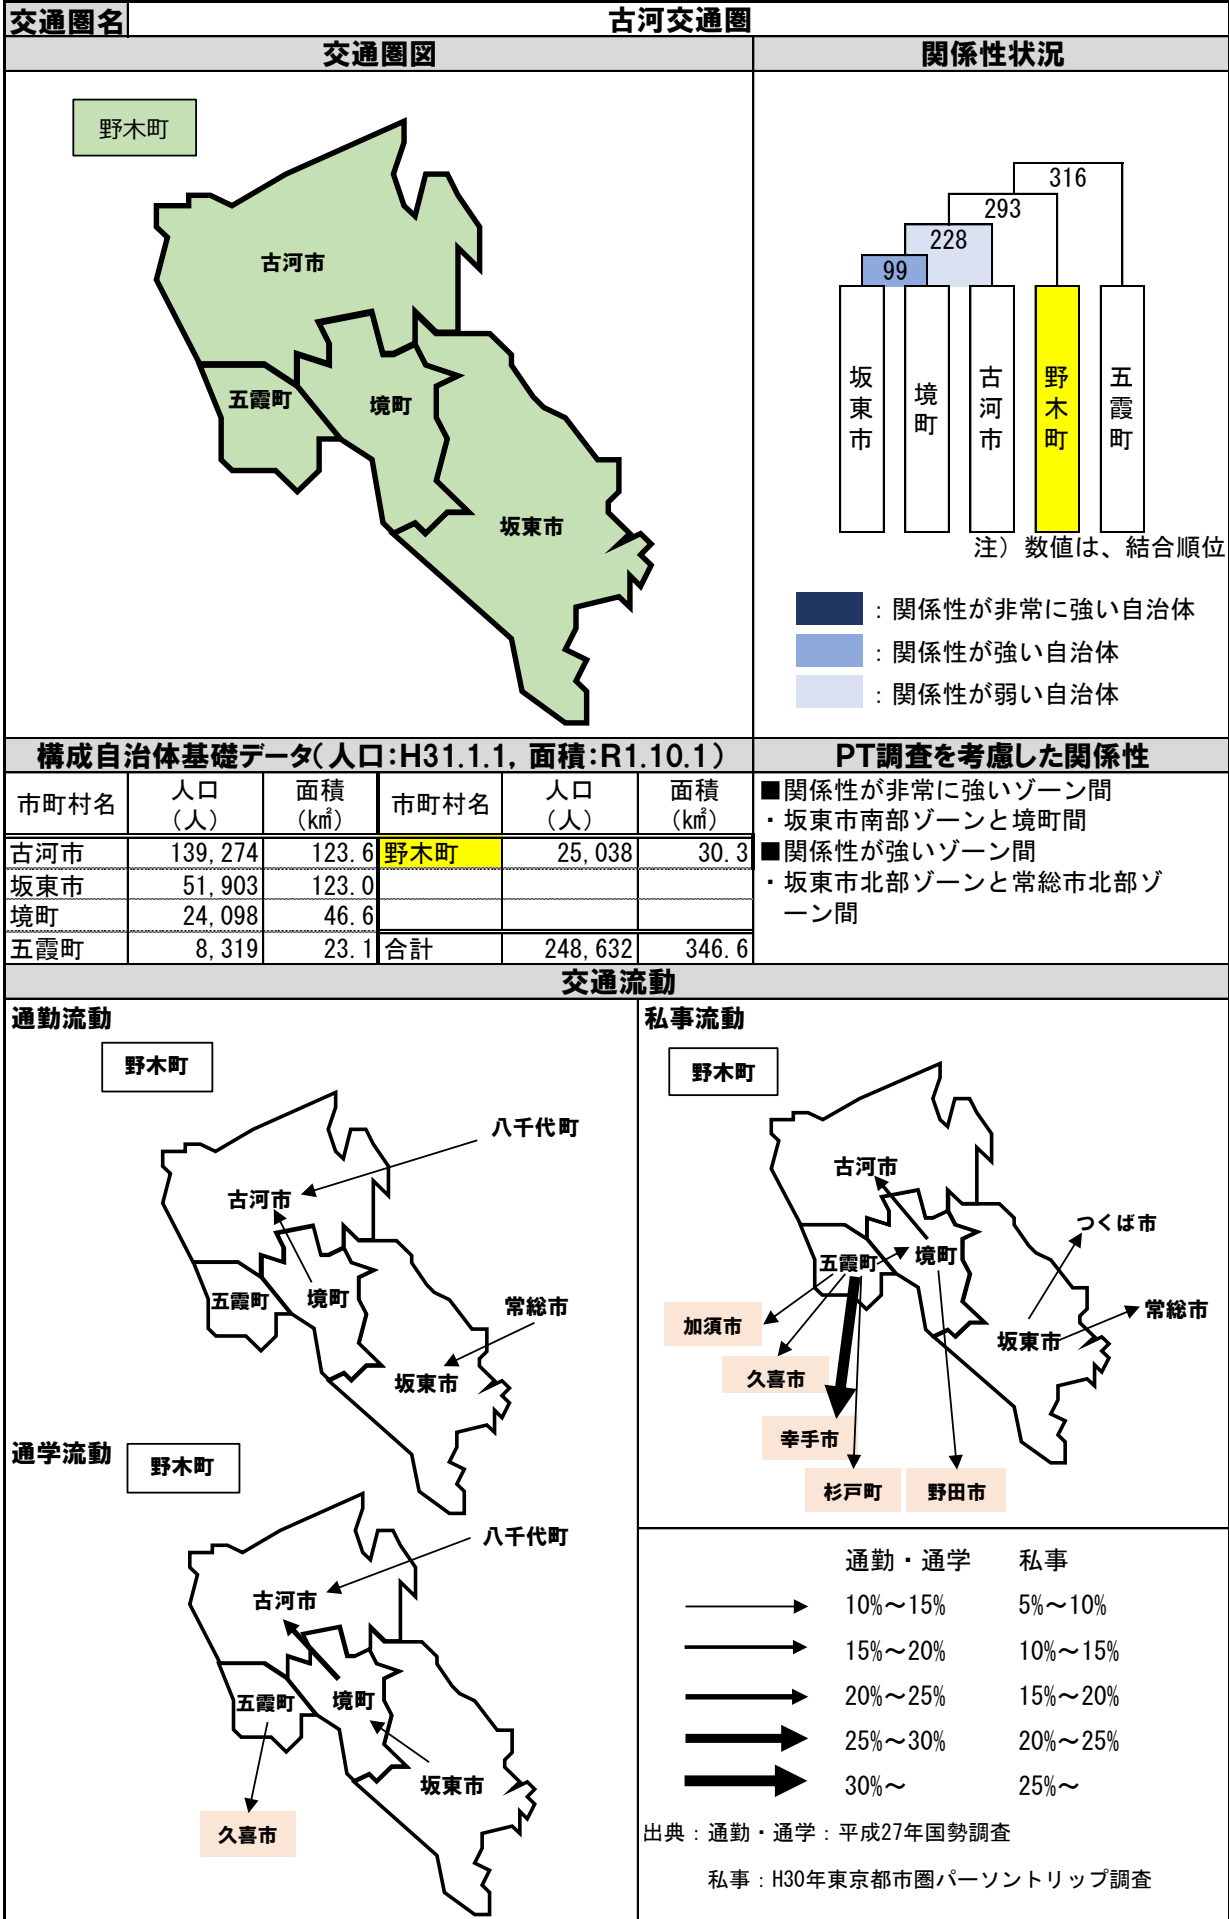 交通圏名 古河交通圏
交通圏図 関係性状況
野木町
古河市
五霞町
境町
坂東市
316
293
228
99
坂東市
境町
古河市
野木町
五霞町
注）数値は、結合順位
：関係性が非常に強い自治体
：関係性が強い自治体
：関係性が弱い自治体
構成自治体基礎データ（人口：H31.1.1，面積：R1.10.1） PT調査を考慮した関係性
市町村名 人口（人） 面積（k㎡） 市町村名 人口（人） 面積（k㎡）
古河市 139,274 123.6 野木町 25,038 30.3
坂東市 51,903 123.0
境町 24,098 46.6
五霞町 8,319 23.1 合計 248,632 346.6
■関係性が非常に強いゾーン間
・坂東市南部ゾーンと境町間
■関係性が強いゾーン間
・坂東市北部ゾーンと常総市北部ゾ
ーン間
交通流動
通勤流動
野木町
八千代町
古河市
五霞町
境町
常総市
坂東市
通学流動
野木町
八千代町
古河市
五霞町
境町
坂東市
久喜市
私事流動
野木町
古河市
つくば市
五霞町
境町
常総市
加須市
坂東市
久喜市
幸手市
杉戸町
野田市
通勤・通学 私事
10%～15% 5%～10%
15%～20% 10%～15%
20%～25% 15%～20%
25%～30% 20%～25%
30%～ 25%～
出典：通勤・通学：平成27年国勢調査
私事：H30年東京都市圏パーソントリップ調査